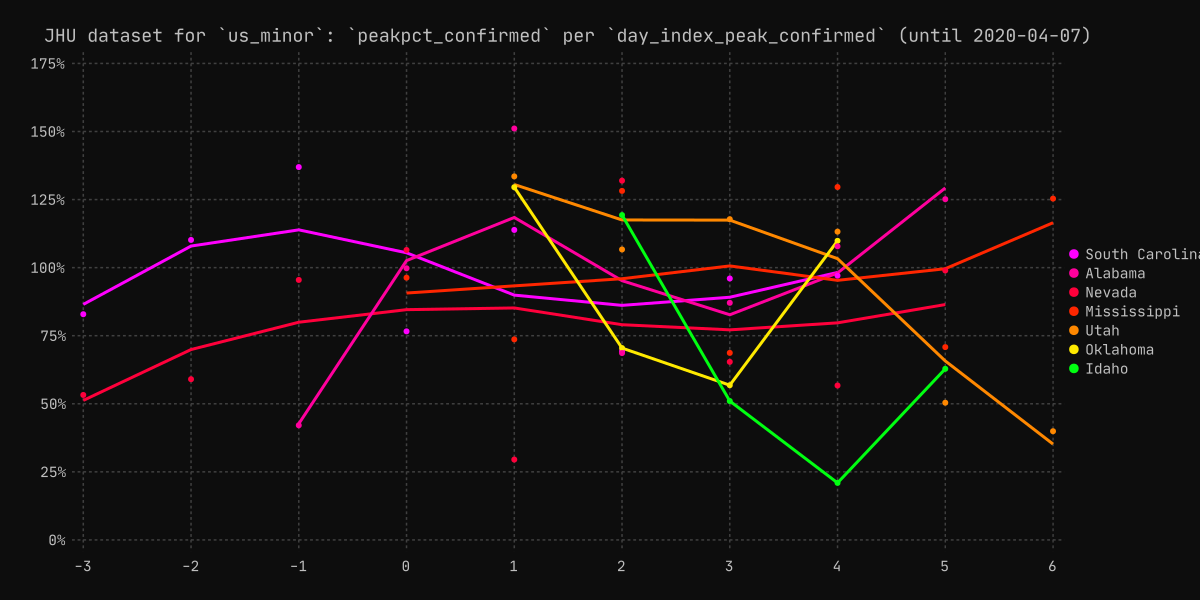 JHU dataset for `us_minor`: `peakpct_confirmed` per `day_index_peak_confirmed` (until 2020-04-07)
175%
150%
125%
100%
75%
50%
25%
0%
-3 -2 -1 0 1 2 3 4 5 6
South Carolina
Alabama
Nevada
Mississippi
Utah
Oklahoma
Idaho